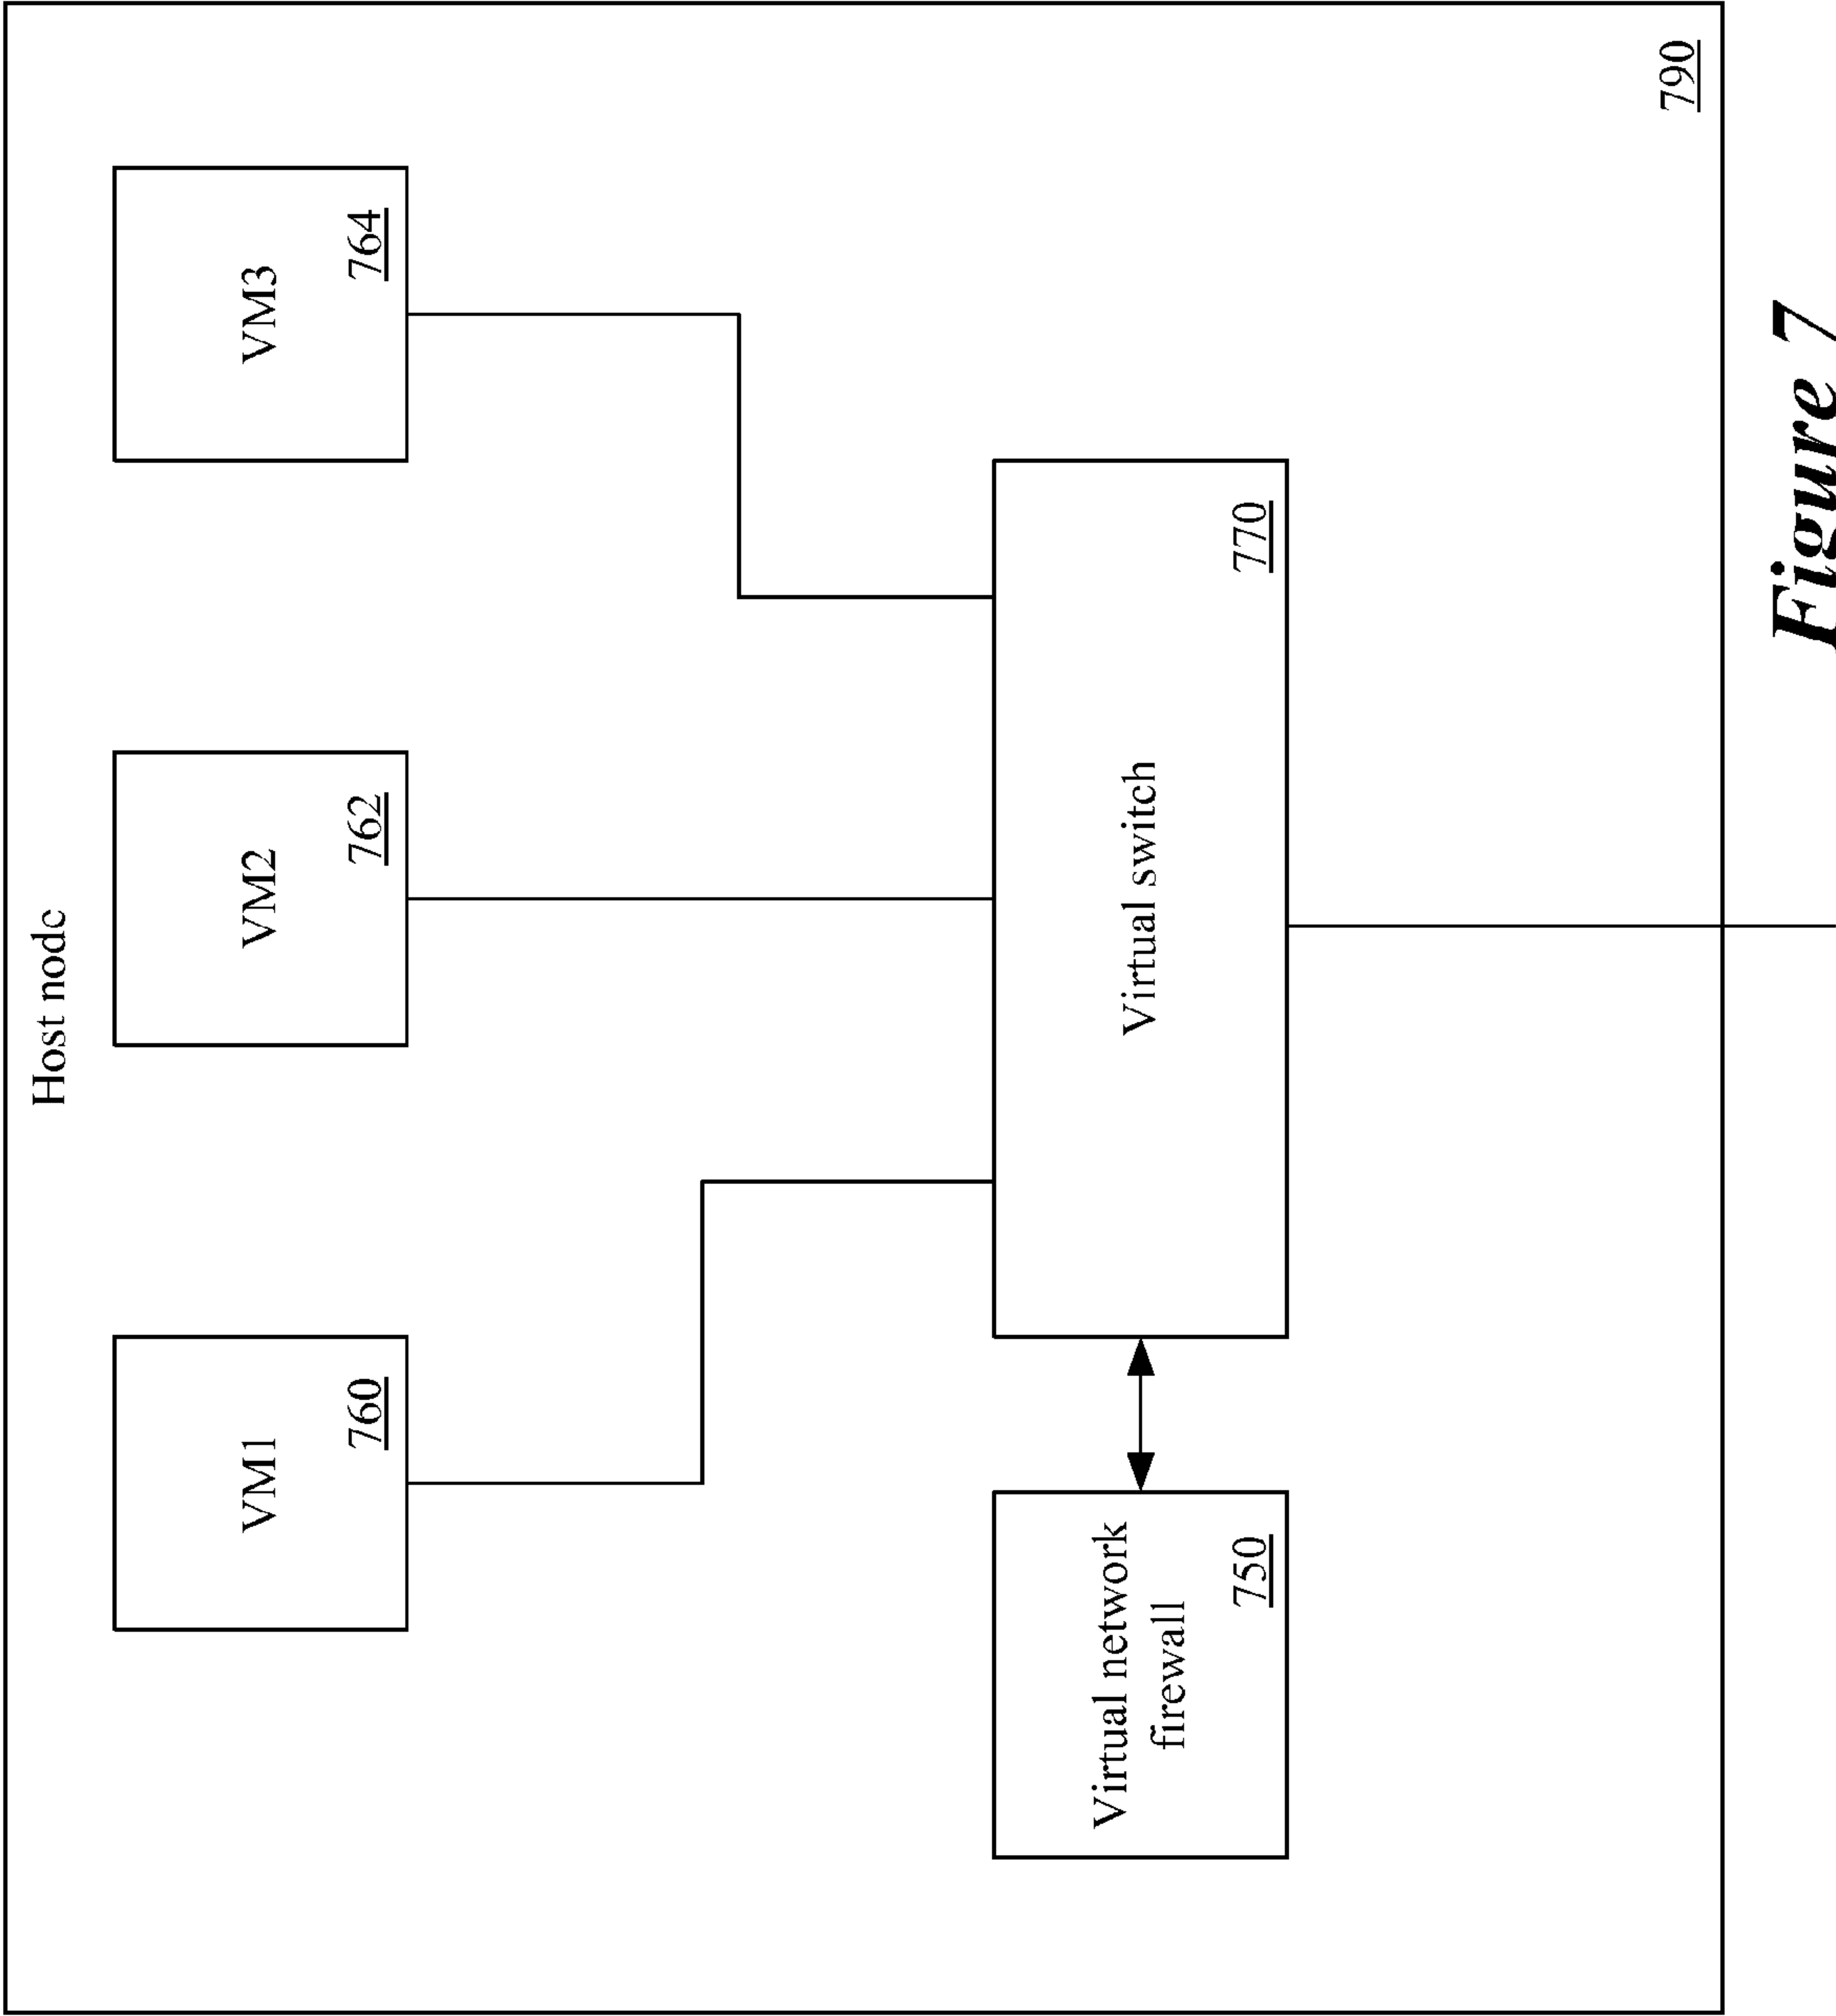 Host node
VM1
760
VM2
762
VM3
764
Virtual network
firewall
750
Virtual switch
770
790
Figure 7